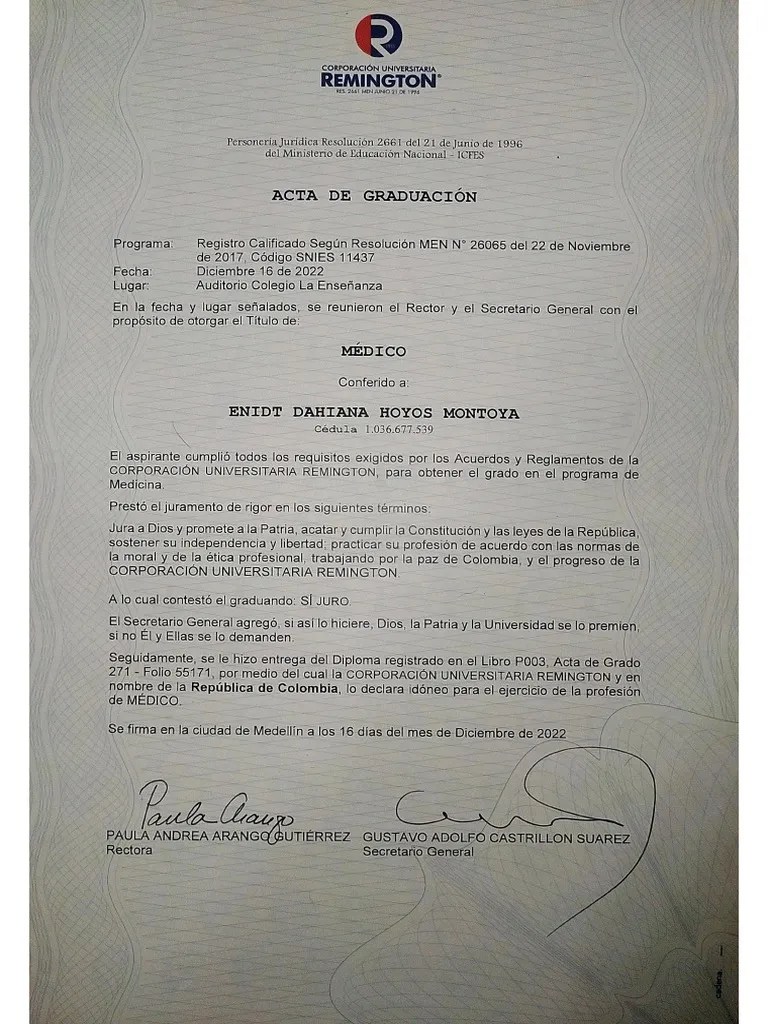 R
CORPORACIÓN UNIVERSITARIA
REMINGTON®
RES. 2661 MEN JUNIO 21 DE 1996
Personería Jurídica Resolución 2661 del 21 de Junio de 1996
del Ministerio de Educación Nacional - ICFES
ACTA DE GRADUACIÓN
Programa: Registro Calificado Según Resolución MEN N° 26065 del 22 de Noviembre
de 2017, Código SNIES 11437
Fecha: Diciembre 16 de 2022
Lugar: Auditorio Colegio La Enseñanza
En la fecha y lugar señalados, se reunieron el Rector y el Secretario General con el
propósito de otorgar el Título de:
MÉDICO
Conferido a:
ENIDT DAHIANA HOYOS MONTOYA
Cédula 1.036.677.539
El aspirante cumplió todos los requisitos exigidos por los Acuerdos y Reglamentos de la
CORPORACIÓN UNIVERSITARIA REMINGTON, para obtener el grado en el programa de
Medicina.
Prestó el juramento de rigor en los siguientes términos:
Jura a Dios y promete a la Patria, acatar y cumplir la Constitución y las leyes de la República,
sostener su independencia y libertad; practicar su profesión de acuerdo con las normas de
la moral y de la ética profesional, trabajando por la paz de Colombia, y el progreso de la
CORPORACIÓN UNIVERSITARIA REMINGTON.
A lo cual contestó el graduando: SÍ JURO.
El Secretario General agregó, si así lo hiciere, Dios, la Patria y la Universidad se lo premien,
si no Él y Ellas se lo demanden.
Seguidamente, se le hizo entrega del Diploma registrado en el Libro P003, Acta de Grado
271 - Folio 55171, por medio del cual la CORPORACIÓN UNIVERSITARIA REMINGTON y en
nombre de la República de Colombia, lo declara idóneo para el ejercicio de la profesión
de MÉDICO.
Se firma en la ciudad de Medellín a los 16 días del mes de Diciembre de 2022
Paula Arango
PAULA ANDREA ARANGO GUTIÉRREZ GUSTAVO ADOLFO CASTRILLON SUAREZ
Rectora Secretario General
cadena